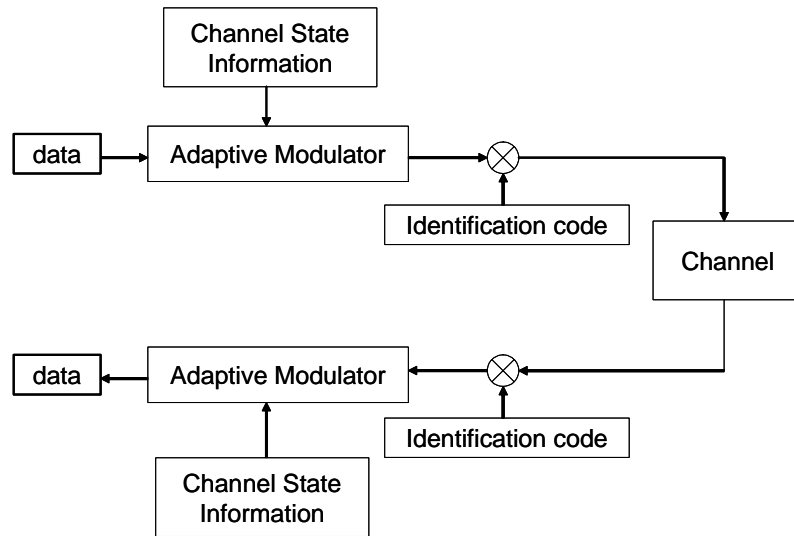 Channel State
Information
data
Adaptive Modulator
Identification code
Channel
data
Adaptive Modulator
Identification code
Channel State
Information